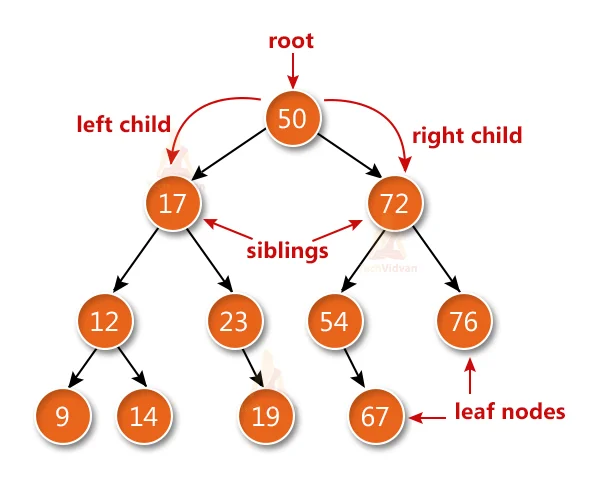 root
50
left child
right child
17
72
siblings
TechVidvan
12
23
54
76
9
14
19
67
leaf nodes